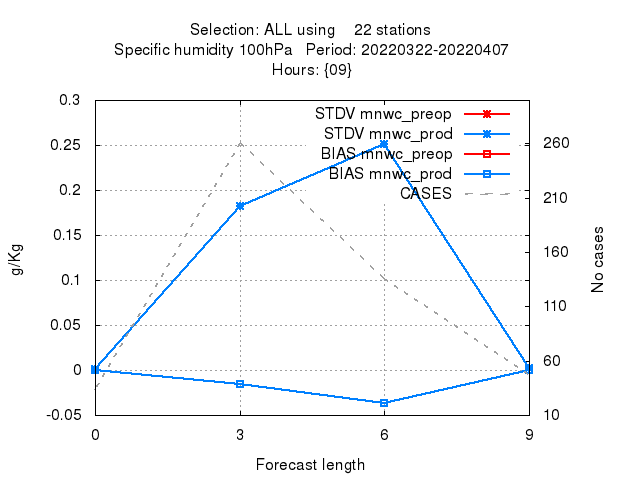 Selection: ALL using 22 stations
Specific humidity 100hPa Period: 20220322-20220407
Hours: {09}
0.3
0.25
0.2
0.15
0.1
0.05
0
-0.05
g/Kg
STDV mnwc_preop
STDV mnwc_prod
BIAS mnwc_preop
BIAS mnwc_prod
CASES
260
210
160
110
60
10
No cases
0 3 6 9
Forecast length